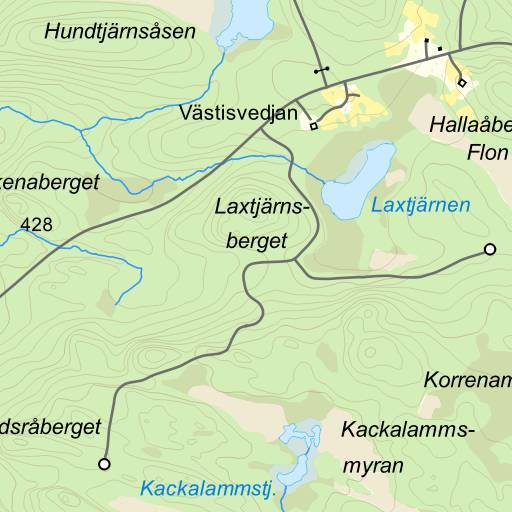 Hundtjärnsåsen
Västisvedjan
Hallaåbe
Flon
kenaberget
Laxtjärns-
berget
Laxtjärnen
428
Korrenam
dsråberget
Kackalamms-
myran
Kackalammstj.